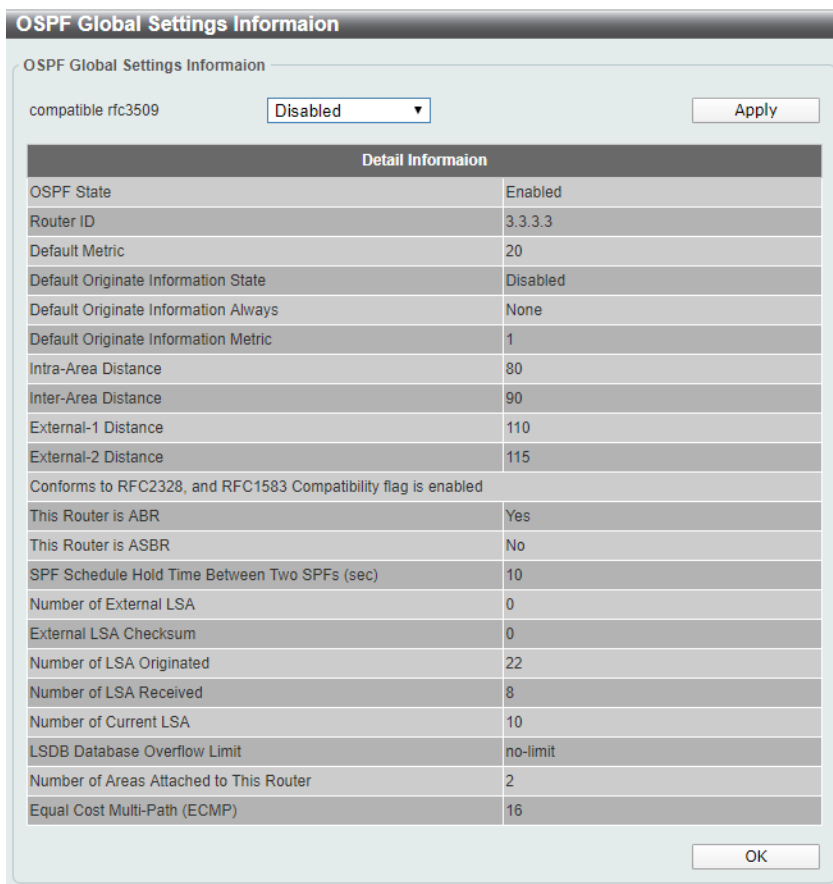 OSPF Global Settings Informaion
OSPF Global Settings Informaion
compatible rfc3509 Disabled Apply
Detail Informaion
OSPF State Enabled
Router ID 3.3.3.3
Default Metric 20
Default Originate Information State Disabled
Default Originate Information Always None
Default Originate Information Metric 1
Intra-Area Distance 80
Inter-Area Distance 90
External-1 Distance 110
External-2 Distance 115
Conforms to RFC2328, and RFC1583 Compatibility flag is enabled
This Router is ABR Yes
This Router is ASBR No
SPF Schedule Hold Time Between Two SPFs (sec) 10
Number of External LSA 0
External LSA Checksum 0
Number of LSA Originated 22
Number of LSA Received 8
Number of Current LSA 10
LSDB Database Overflow Limit no-limit
Number of Areas Attached to This Router 2
Equal Cost Multi-Path (ECMP) 16
OK